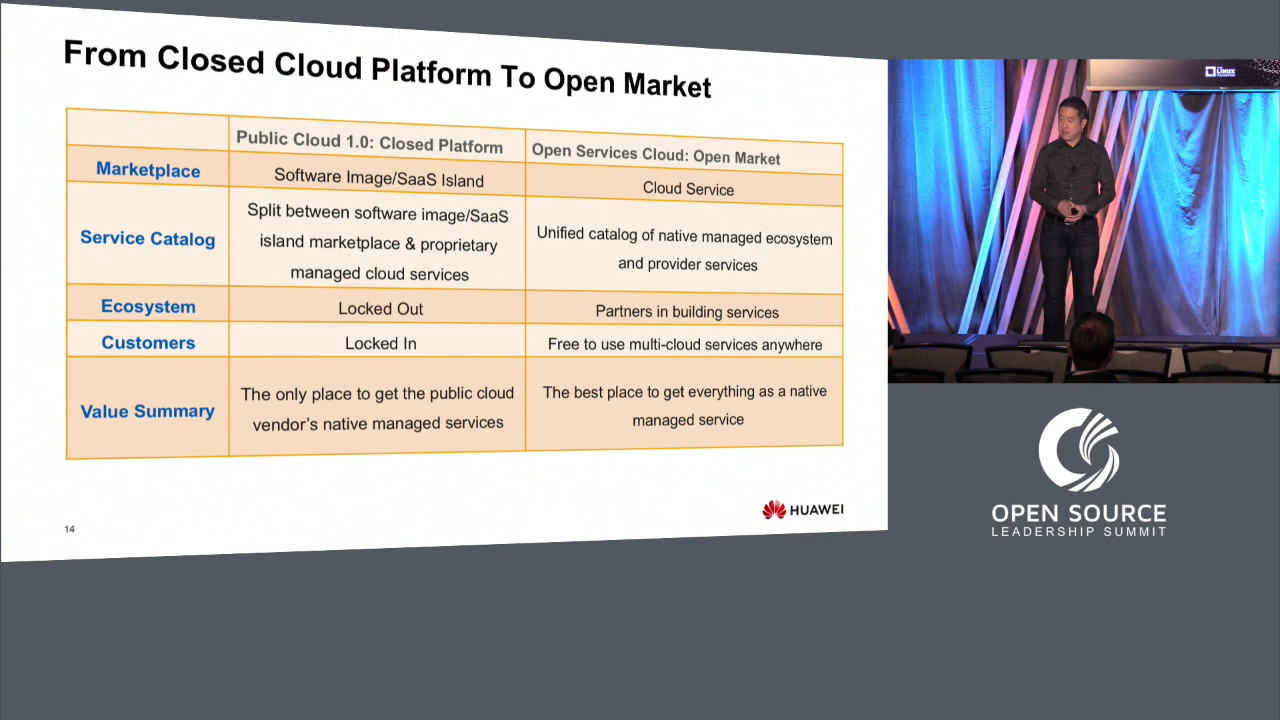 From Closed Cloud Platform To Open Market
Public Cloud 1.0: Closed Platform
Open Services Cloud: Open Market
Marketplace
Software Image/SaaS Island
Cloud Service
Service Catalog
Split between software image/SaaS
island marketplace & proprietary
managed cloud services
Unified catalog of native managed ecosystem
and provider services
Ecosystem
Locked Out
Partners in building services
Customers
Locked In
Free to use multi-cloud services anywhere
Value Summary
The only place to get the public cloud
vendor's native managed services
The best place to get everything as a native
managed service
14
HUAWEI
THE LINUX
FOUNDATION
OPEN SOURCE
LEADERSHIP SUMMIT